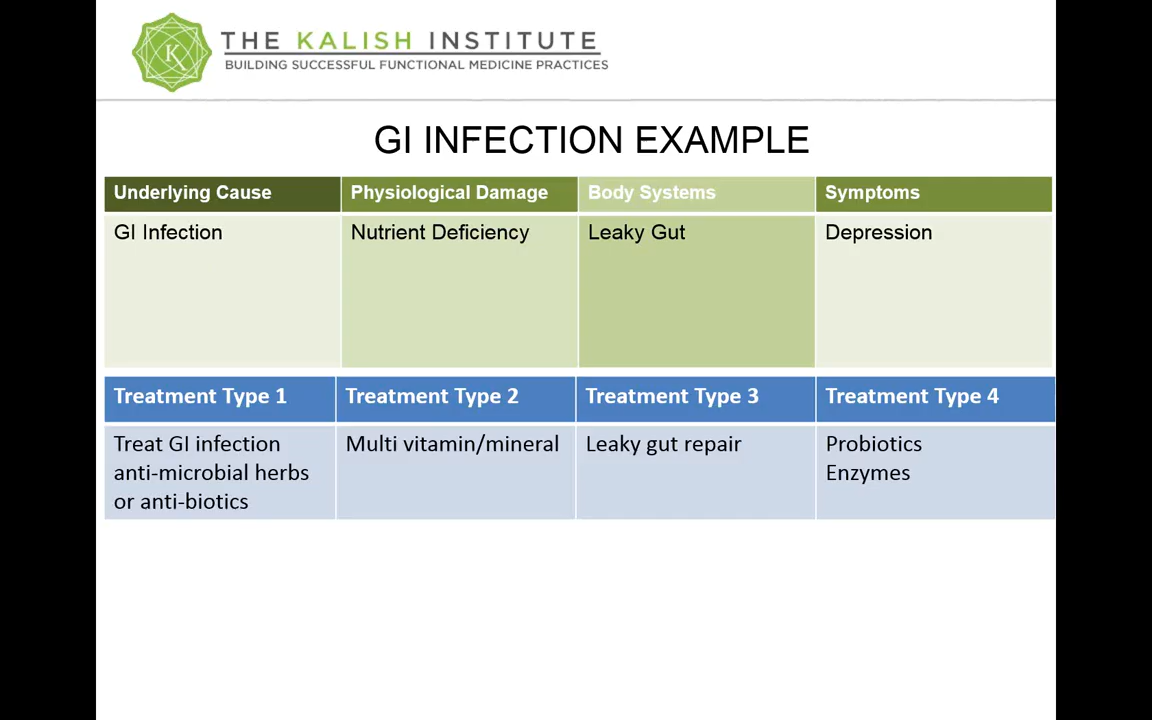 K
THE KALISH INSTITUTE
BUILDING SUCCESSFUL FUNCTIONAL MEDICINE PRACTICES
GI INFECTION EXAMPLE
Underlying Cause Physiological Damage Body Systems Symptoms
GI Infection Nutrient Deficiency Leaky Gut Depression
Treatment Type 1 Treatment Type 2 Treatment Type 3 Treatment Type 4
Treat GI infection Multi vitamin/mineral Leaky gut repair Probiotics
anti-microbial herbs Enzymes
or anti-biotics